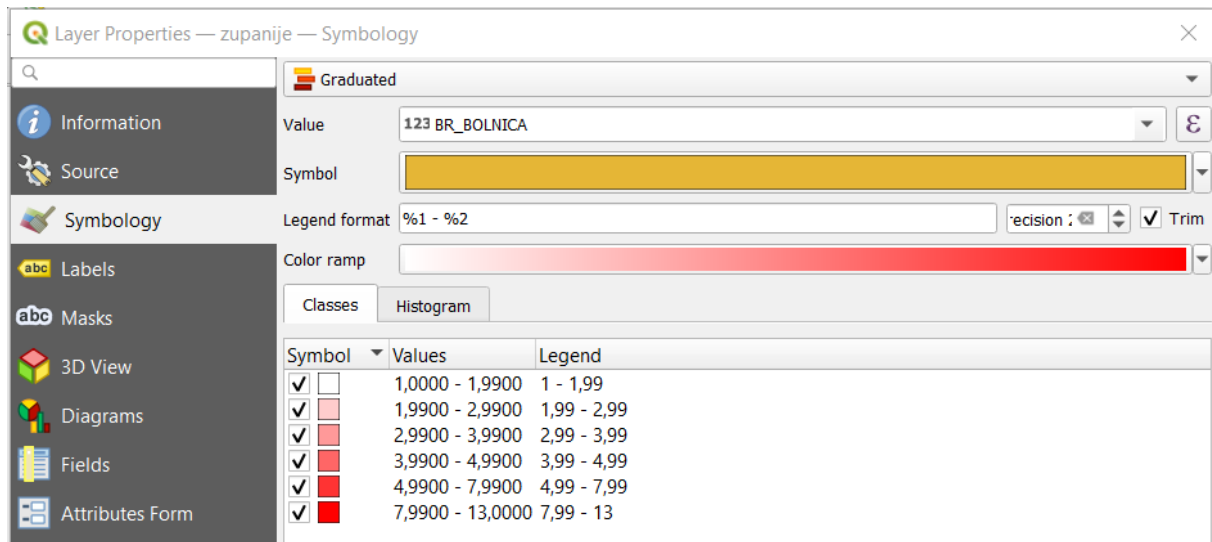 Layer Properties — zupanije — Symbology
Graduated
Information
Value 123 BR_BOLNICA ε
Source
Symbol
Symbology
Legend format %1 - %2 recision 2 Trim
Color ramp
abc Labels
Classes Histogram
abc Masks
Symbol Values Legend
3D View
1,0000 - 1,9900 1 - 1,99
1,9900 - 2,9900 1,99 - 2,99
Diagrams
2,9900 - 3,9900 2,99 - 3,99
Fields
3,9900 - 4,9900 3,99 - 4,99
4,9900 - 7,9900 4,99 - 7,99
Attributes Form
7,9900 - 13,0000 7,99 - 13